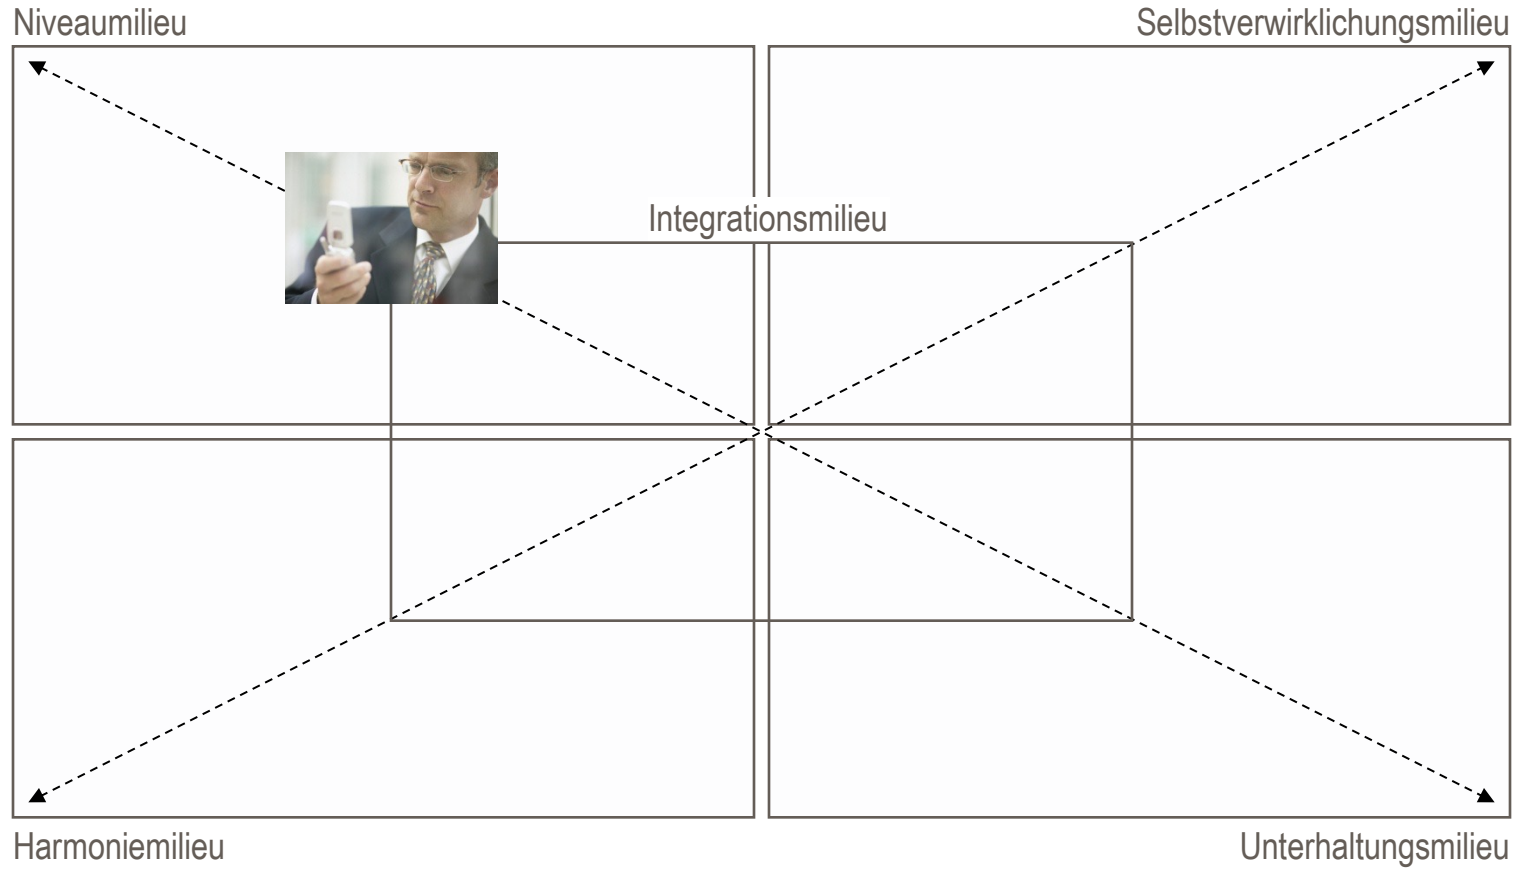 Niveaumilieu
Selbstverwirklichungsmilieu
Integrationsmilieu
Harmoniemilieu
Unterhaltungsmilieu